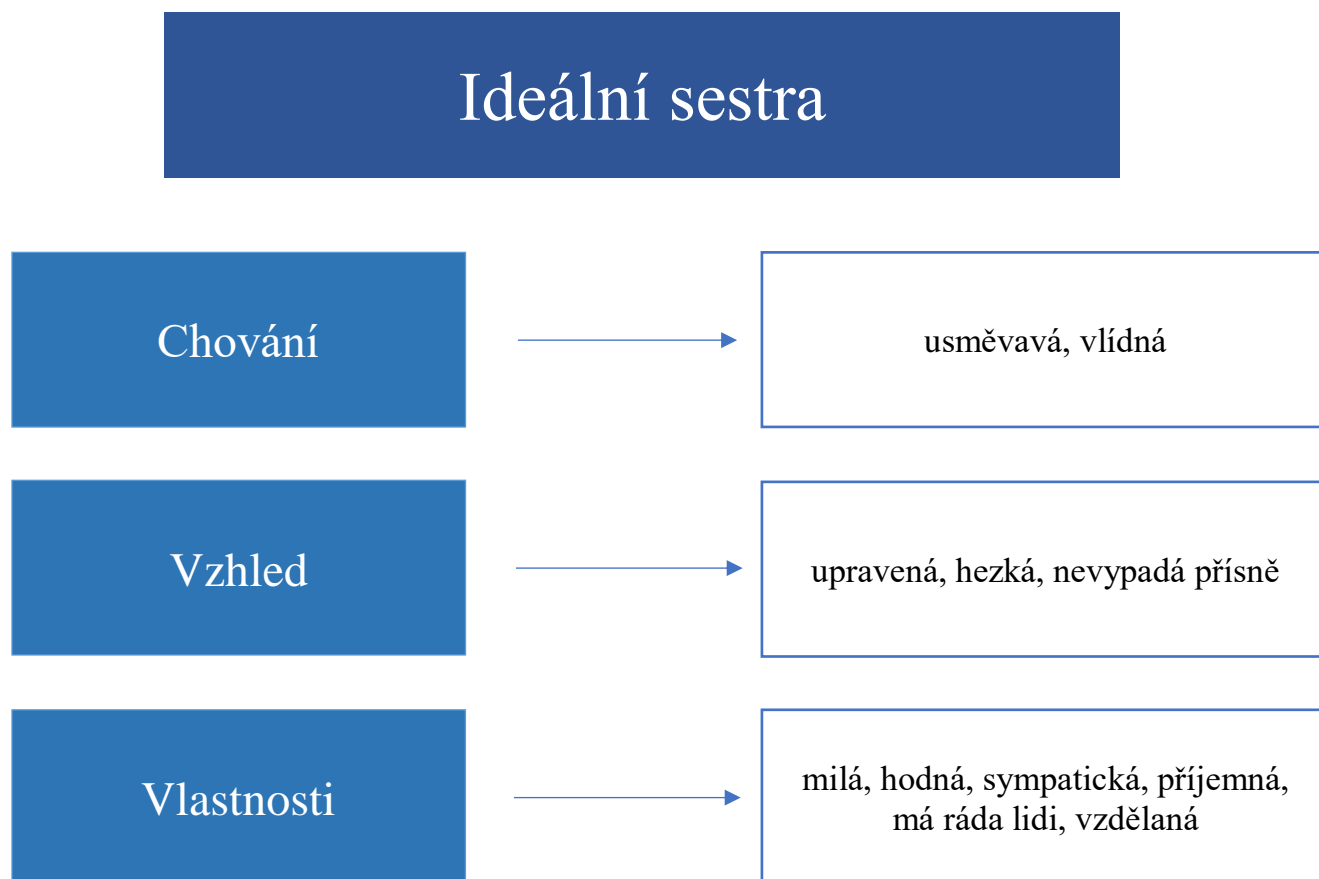 Ideální sestra
Chování
usměvavá, vlídná
Vzhled
upravená, hezká, nevypadá přísně
Vlastnosti
milá, hodná, sympatická, příjemná,
má ráda lidi, vzdělaná